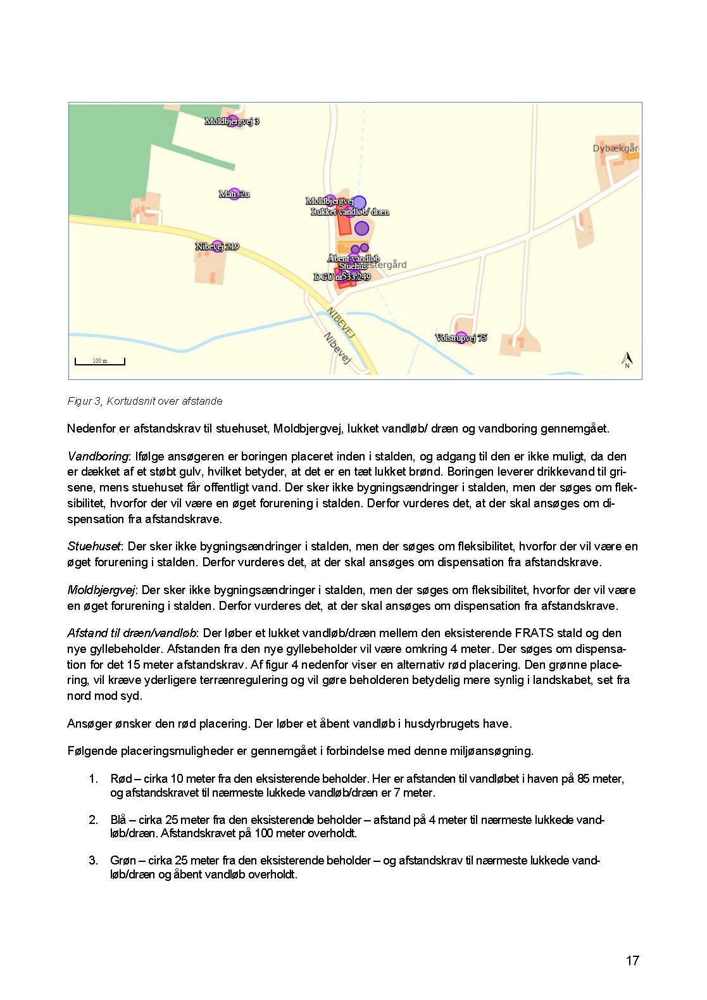 Moldbjergvej 3
Dybækgår
Matr. 2u
Moldbjergvej
Lukket vandløb/ dræn
Nibevej 219
Åbent vandløb
Stuehus
estergård
DGU nr.
249
NIBEVEJ
Nibevej
Volstrupvej 75
100 m
N
Figur 3, Kortudsnit over afstande
Nedenfor er afstandskrav til stuehuset, Moldbjergvej, lukket vandløb/ dræn og vandboring gennemgået.
Vandboring: Ifølge ansøgeren er boringen placeret inden i stalden, og adgang til den er ikke muligt, da den
er dækket af et støbt gulv, hvilket betyder, at det er en tæt lukket brønd. Boringen leverer drikkevand til gri-
sene, mens stuehuset får offentligt vand. Der sker ikke bygningsændringer i stalden, men der søges om flek-
sibilitet, hvorfor der vil være en øget forurening i stalden. Derfor vurderes det, at der skal ansøges om di-
spensation fra afstandskrave.
Stuehuset: Der sker ikke bygningsændringer i stalden, men der søges om fleksibilitet, hvorfor der vil være en
øget forurening i stalden. Derfor vurderes det, at der skal ansøges om dispensation fra afstandskrave.
Moldbjergvej: Der sker ikke bygningsændringer i stalden, men der søges om fleksibilitet, hvorfor der vil være
en øget forurening i stalden. Derfor vurderes det, at der skal ansøges om dispensation fra afstandskrave.
Afstand til dræn/vandløb: Der løber et lukket vandløb/dræn mellem den eksisterende FRATS stald og den
nye gyllebeholder. Afstanden fra den nye gyllebeholder vil være omkring 4 meter. Der søges om dispensa-
tion for det 15 meter afstandskrav. Af figur 4 nedenfor viser en alternativ rød placering. Den grønne place-
ring, vil kræve yderligere terrænregulering og vil gøre beholderen betydelig mere synlig i landskabet, set fra
nord mod syd.
Ansøger ønsker den rød placering. Der løber et åbent vandløb i husdyrbrugets have.
Følgende placeringsmuligheder er gennemgået i forbindelse med denne miljøansøgning.
1. Rød – cirka 10 meter fra den eksisterende beholder. Her er afstanden til vandløbet i haven på 85 meter,
og afstandskravet til nærmeste lukkede vandløb/dræn er 7 meter.
2. Blå – cirka 25 meter fra den eksisterende beholder – afstand på 4 meter til nærmeste lukkede vand-
løb/dræn. Afstandskravet på 100 meter overholdt.
3. Grøn – cirka 25 meter fra den eksisterende beholder – og afstandskrav til nærmeste lukkede vand-
løb/dræn og åbent vandløb overholdt.
17